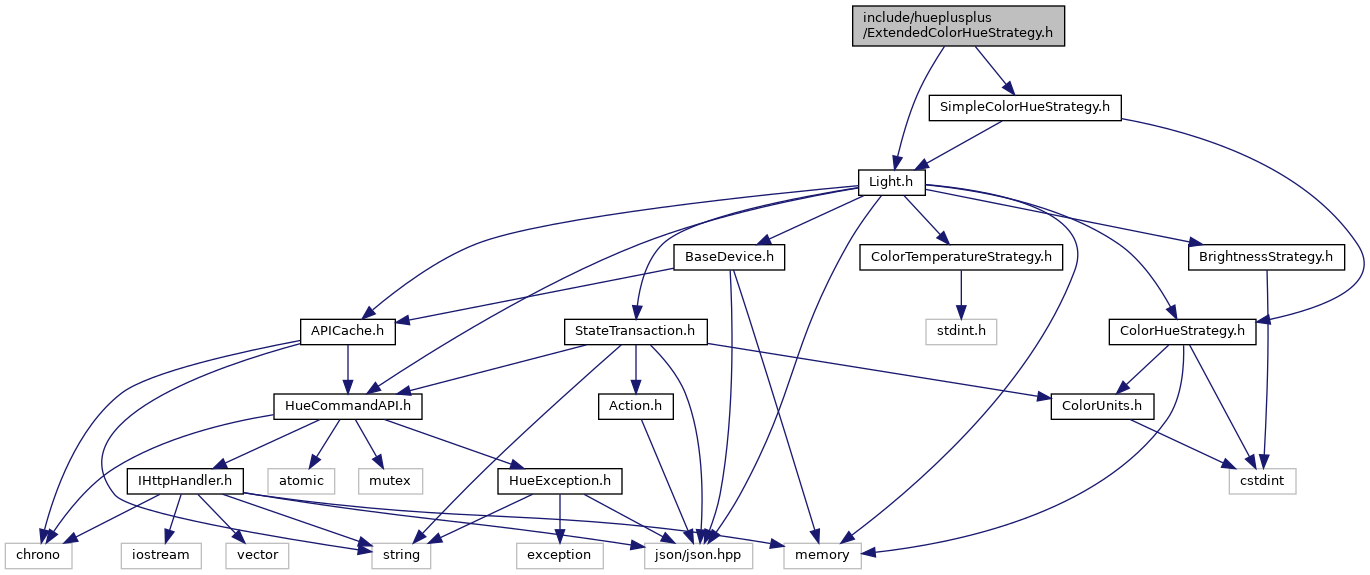 include/hueplusplus
/ExtendedColorHueStrategy.h
SimpleColorHueStrategy.h
Light.h
BaseDevice.h
ColorTemperatureStrategy.h
BrightnessStrategy.h
APICache.h
StateTransaction.h
stdint.h
ColorHueStrategy.h
HueCommandAPI.h
Action.h
ColorUnits.h
IHttpHandler.h
atomic
mutex
HueException.h
cstdint
chrono
iostream
vector
string
exception
json/json.hpp
memory